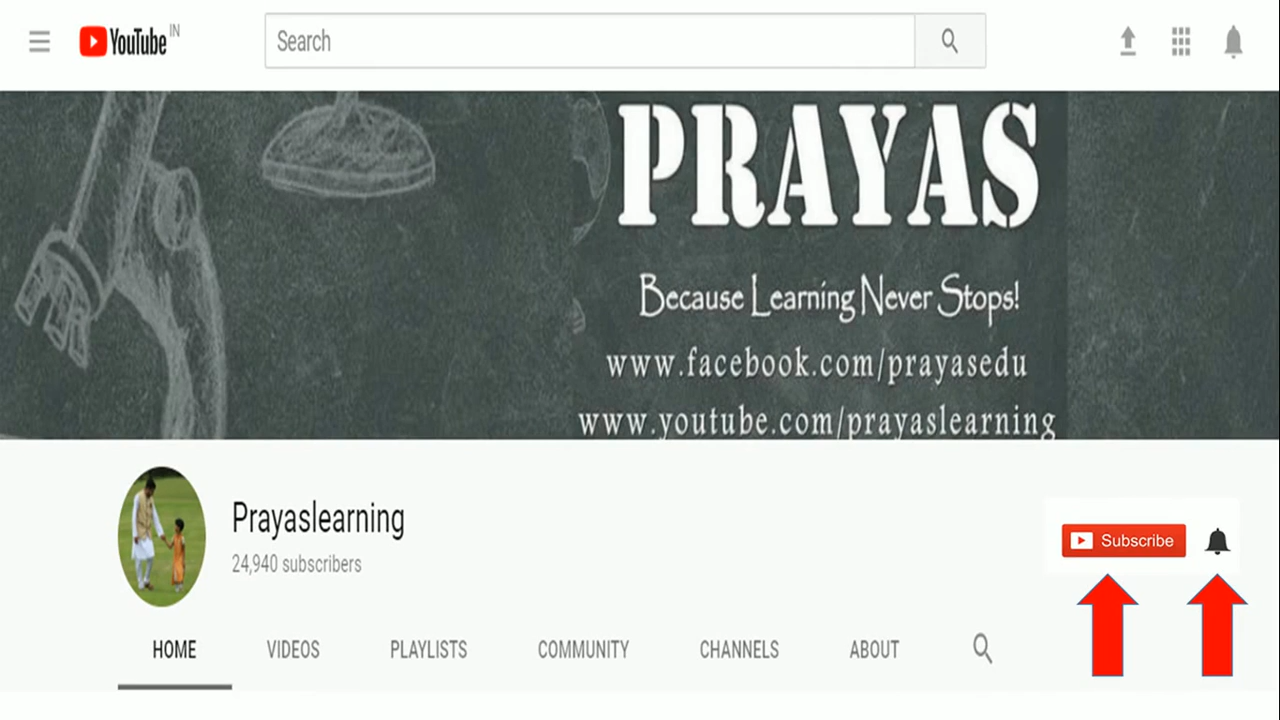 YouTube IN
Search
PRAYAS
Because Learning Never Stops!
www.facebook.com/prayasedu
www.youtube.com/prayaslearning
Prayaslearning
24,940 subscribers
Subscribe
HOME VIDEOS PLAYLISTS COMMUNITY CHANNELS ABOUT